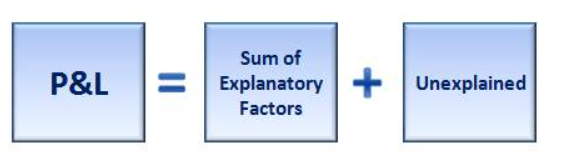 P&L
=
Sum of
Explanatory
Factors
+
Unexplained